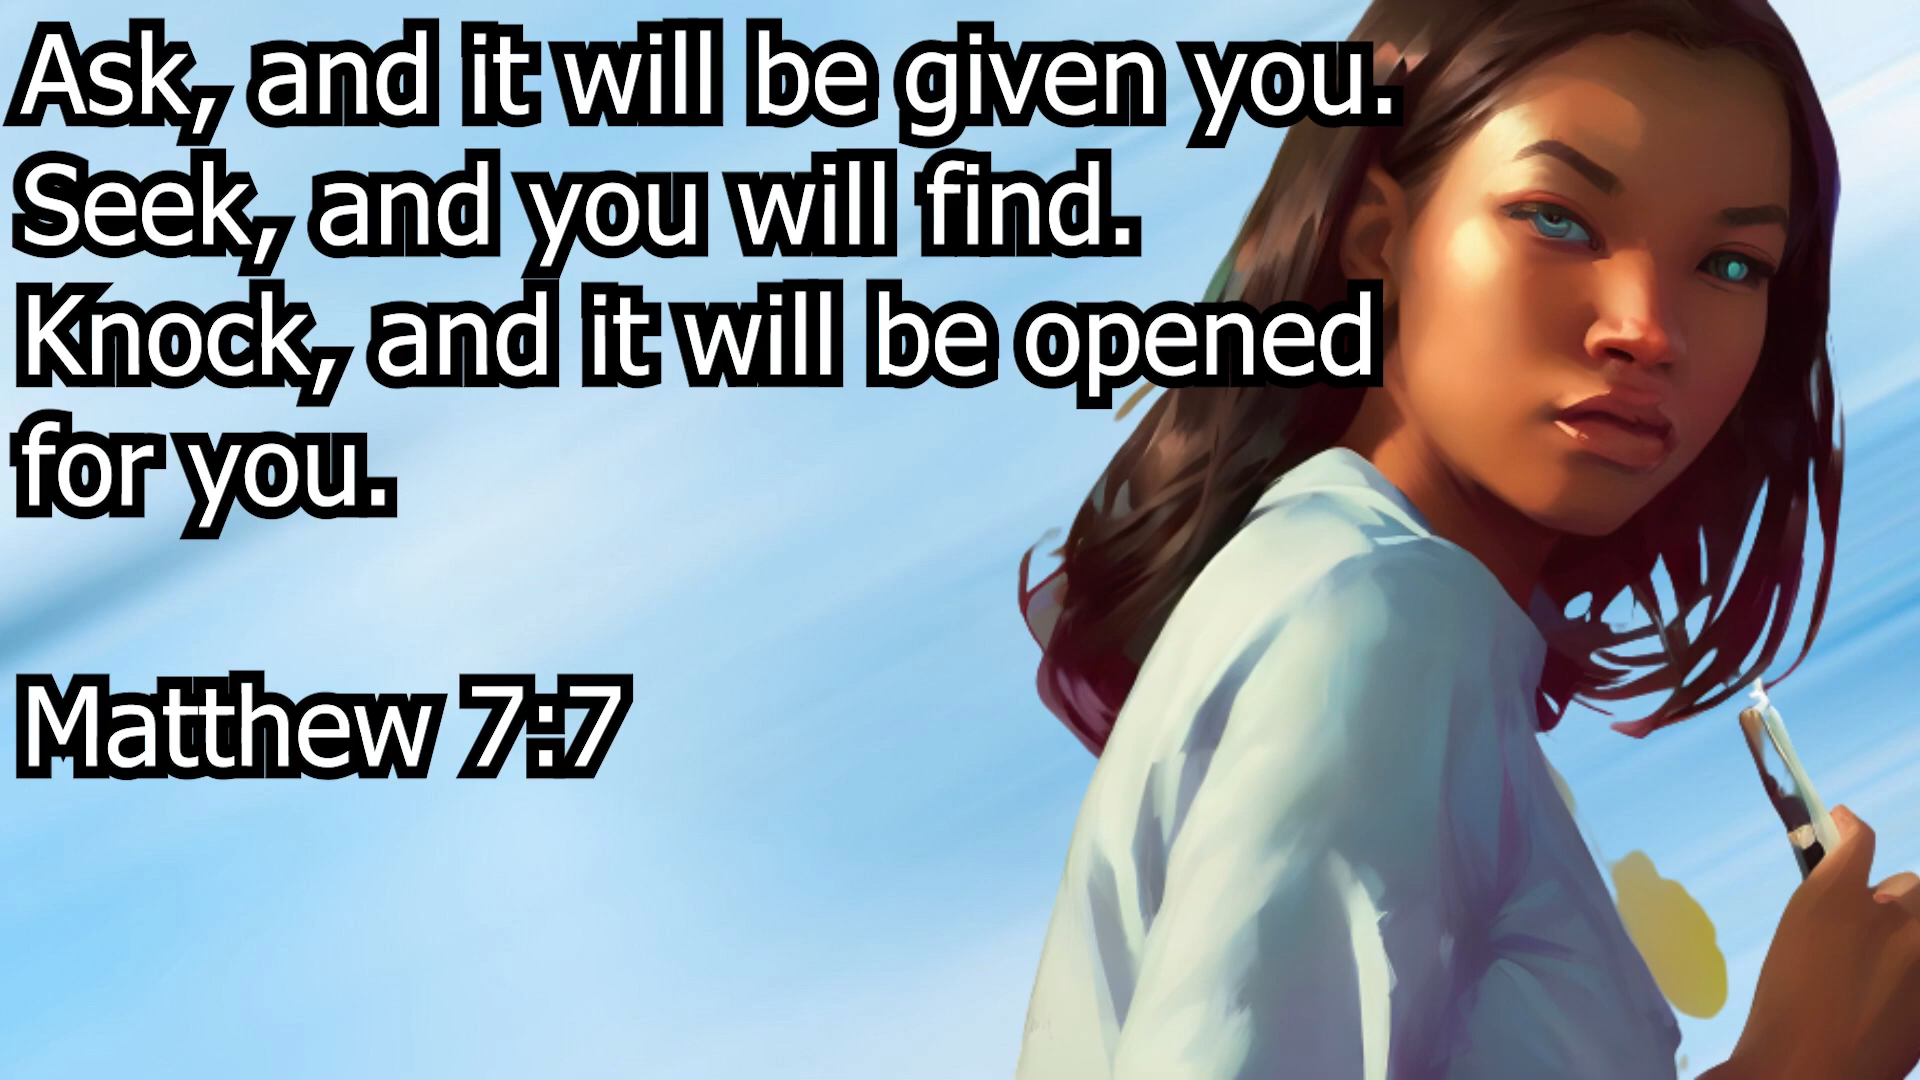 Ask, and it will be given you.
Seek, and you will find.
Knock, and it will be opened
for you.
Matthew 7:7